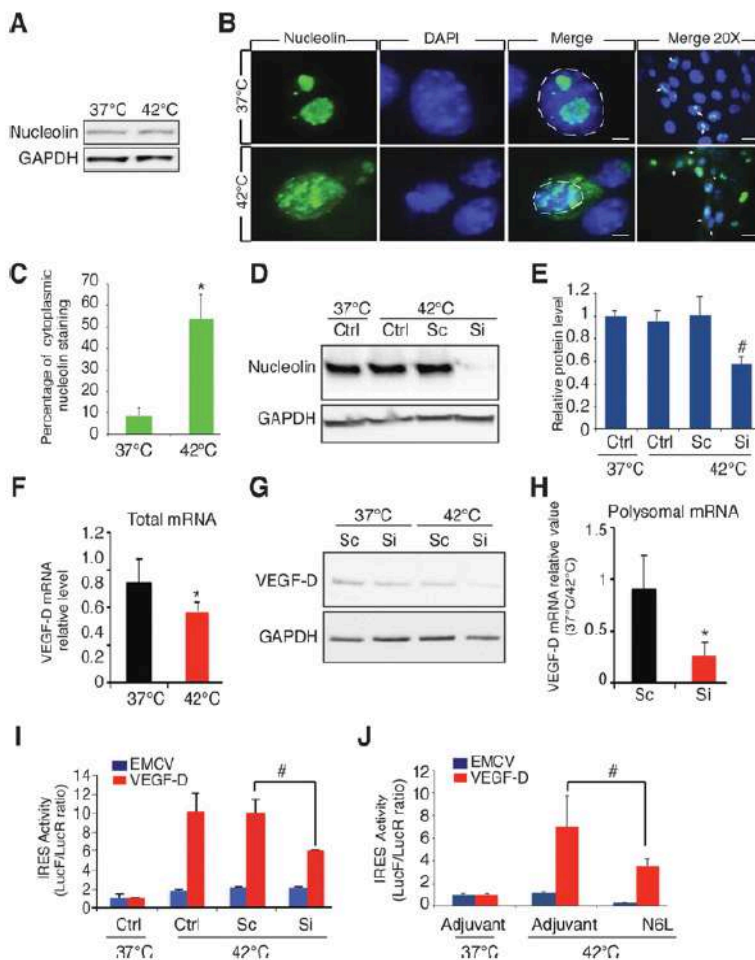 A
37°C 42°C
Nucleolin
GAPDH
B
Nucleolin DAPI Merge Merge 20X
37°C
42°C
C
Percentage of cytoplasmic
nucleolin staining
70
60
50
40
30
20
10
0
*
37°C 42°C
D
37°C 42°C
Ctrl Ctrl Sc Si
Nucleolin
GAPDH
E
Relative protein level
1.2
1
0.8
0.6
0.4
0.2
0
#
Ctrl Ctrl Sc Si
37°C 42°C
F
Total mRNA
VEGF-D mRNA
relative level
1.2
1.0
0.8
0.6
0.4
0.2
0
*
37°C 42°C
G
37°C 42°C
Sc Si Sc Si
VEGF-D
GAPDH
H
Polysomal mRNA
VEGF-D mRNA relative value
(37°C/42°C)
1.5
1
0.5
0
*
Sc Si
I
EMCV
VEGF-D
IRES Activity
(LucF/LucR ratio)
14
12
10
8
6
4
2
0
#
Ctrl Ctrl Sc Si
37°C 42°C
J
EMCV
VEGF-D
IRES Activity
(LucF/LucR ratio)
12
10
8
6
4
2
0
#
Adjuvant Adjuvant N6L
37°C 42°C